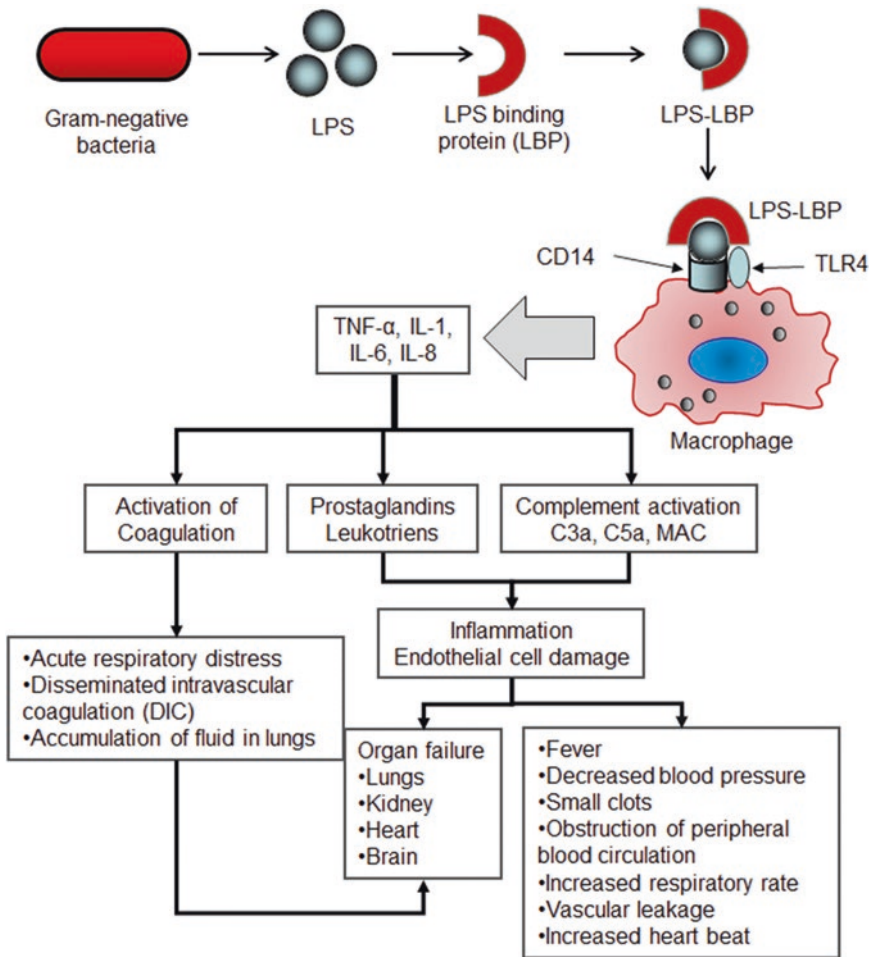 Gram-negative
bacteria
LPS
LPS binding
protein (LBP)
LPS-LBP
LPS-LBP
CD14
TLR4
Macrophage
TNF-α, IL-1,
IL-6, IL-8
Activation of
Coagulation
Prostaglandins
Leukotriens
Complement activation
C3a, C5a, MAC
Inflammation
Endothelial cell damage
•Acute respiratory distress
•Disseminated intravascular
coagulation (DIC)
•Accumulation of fluid in lungs
Organ failure
•Lungs
•Kidney
•Heart
•Brain
•Fever
•Decreased blood pressure
•Small clots
•Obstruction of peripheral
blood circulation
•Increased respiratory rate
•Vascular leakage
•Increased heart beat